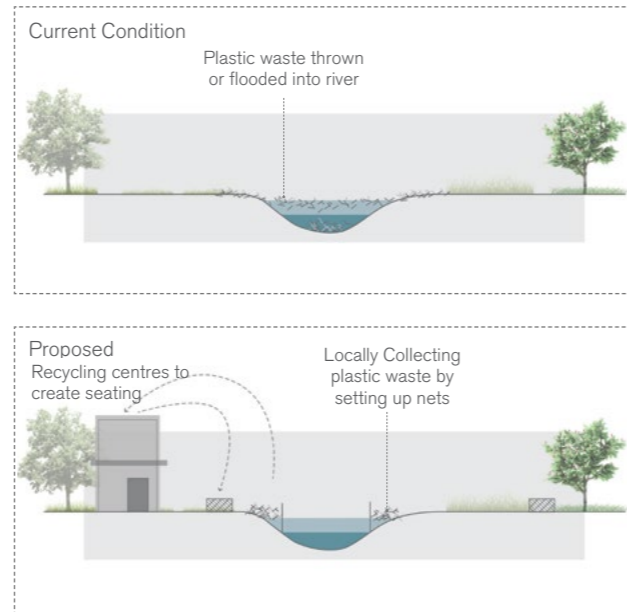 Current Condition
Plastic waste thrown
or flooded into river
Proposed
Recycling centres to
create seating
Locally Collecting
plastic waste by
setting up nets